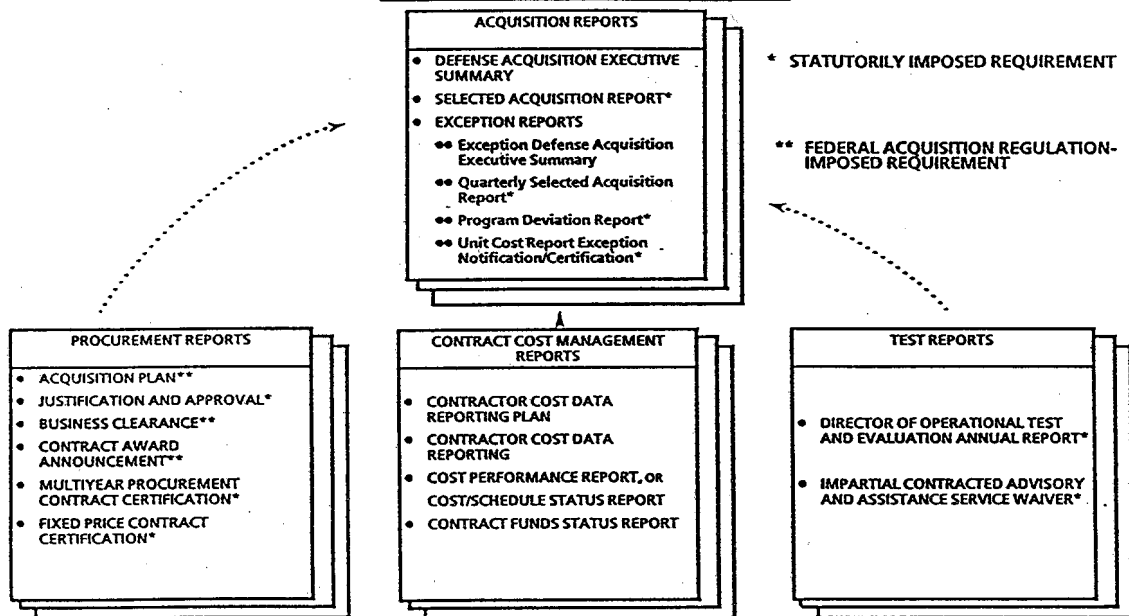 ACQUISITION REPORTS
• DEFENSE ACQUISITION EXECUTIVE
SUMMARY
• SELECTED ACQUISITION REPORT*
• EXCEPTION REPORTS
•• Exception Defense Acquisition
Executive Summary
•• Quarterly Selected Acquisition
Report*
•• Program Deviation Report*
•• Unit Cost Report Exception
Notification/Certification*
* STATUTORILY IMPOSED REQUIREMENT
** FEDERAL ACQUISITION REGULATION-
IMPOSED REQUIREMENT
PROCUREMENT REPORTS
• ACQUISITION PLAN**
• JUSTIFICATION AND APPROVAL*
• BUSINESS CLEARANCE**
• CONTRACT AWARD
ANNOUNCEMENT**
• MULTIYEAR PROCUREMENT
CONTRACT CERTIFICATION*
• FIXED PRICE CONTRACT
CERTIFICATION*
CONTRACT COST MANAGEMENT
REPORTS
• CONTRACTOR COST DATA
REPORTING PLAN
• CONTRACTOR COST DATA
REPORTING
• COST PERFORMANCE REPORT, OR
COST/SCHEDULE STATUS REPORT
• CONTRACT FUNDS STATUS REPORT
TEST REPORTS
• DIRECTOR OF OPERATIONAL TEST
AND EVALUATION ANNUAL REPORT*
• IMPARTIAL CONTRACTED ADVISORY
AND ASSISTANCE SERVICE WAIVER*